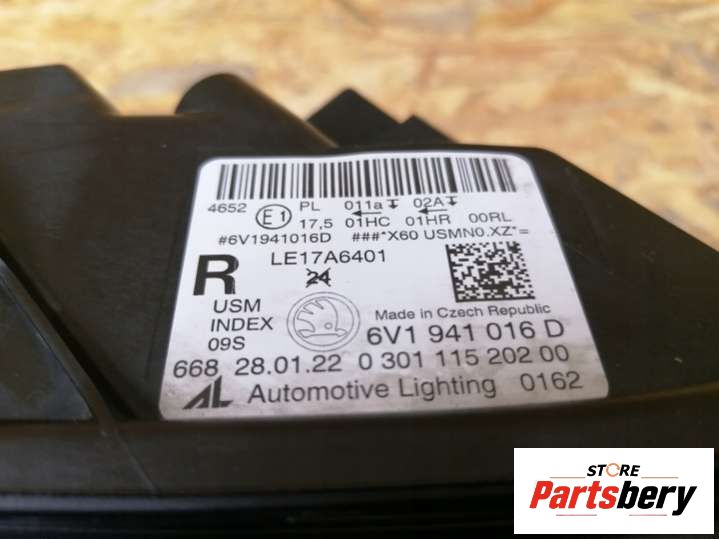 4652 E1 PL 011a 02A
17,5 01HC 01HR 00RL
#6V1941016D ###*X60 USMN0.XZ*=
R LE17A6401
24
USM
INDEX
09S
Made in Czech Republic
6V1 941 016 D
668 28.01.22 0 301 115 202 00
AL Automotive Lighting 0162
STORE
Partsbery